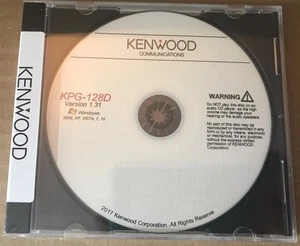 KENWOOD
KENWOOD
COMMUNICATIONS
KPG-128D
Version 1.31
Windows
2000, XP, VISTA, 7, 10
WARNING
Do NOT play this disc on an
audio CD player, as the high
volume may damage your
hearing or the audio speakers
No part of this disc may be
reproduced or transmitted in any
form or by any means, electronic
or mechanical, for any purpose,
without the express written
permission of KENWOOD
Corporation.
2017 Kenwood Corporation. All Rights Reserve